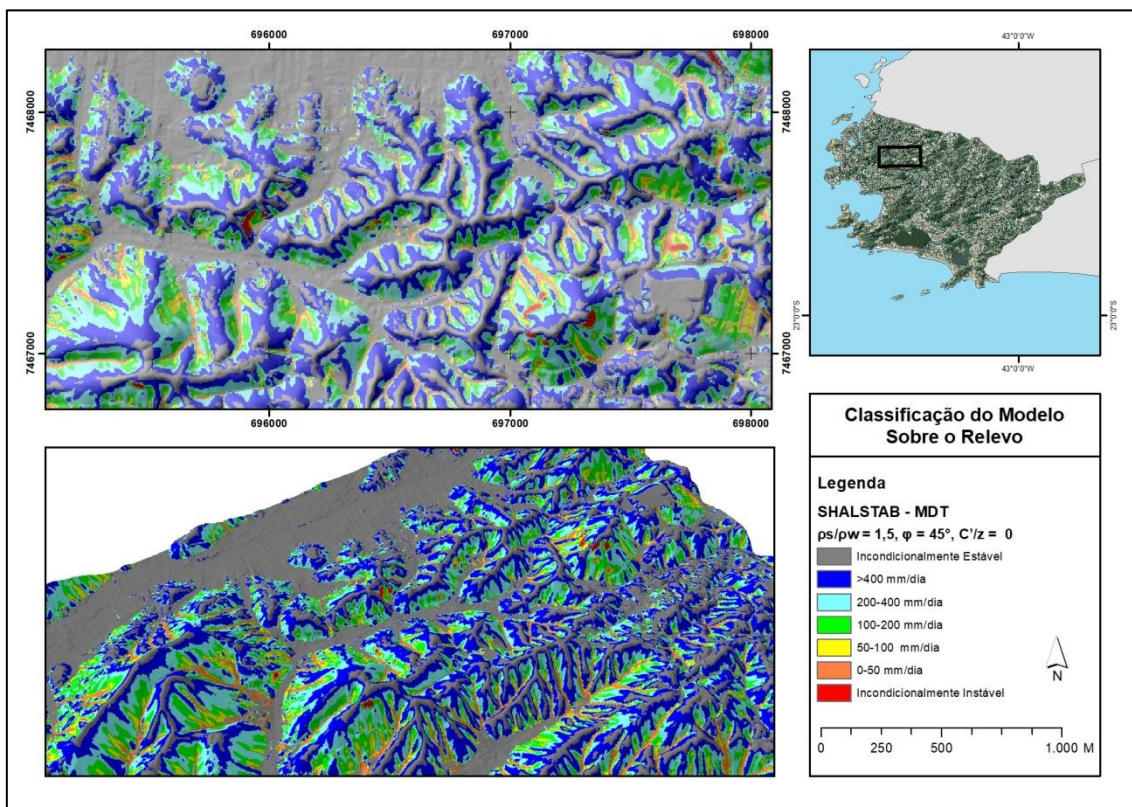 696000
697000
698000
7468000
7468000
7467000
7467000
696000
697000
698000
43°0'0"W
23°0'0"S
23°0'0"S
43°0'0"W
Classificação do Modelo
Sobre o Relevo
Legenda
SHALSTAB - MDT
ρs/ρw = 1,5, φ = 45°, C'/z = 0
Incondicionalmente Estável
>400 mm/dia
200-400 mm/dia
100-200 mm/dia
50-100 mm/dia
0-50 mm/dia
Incondicionalmente Instável
N
0 250 500 1.000 M